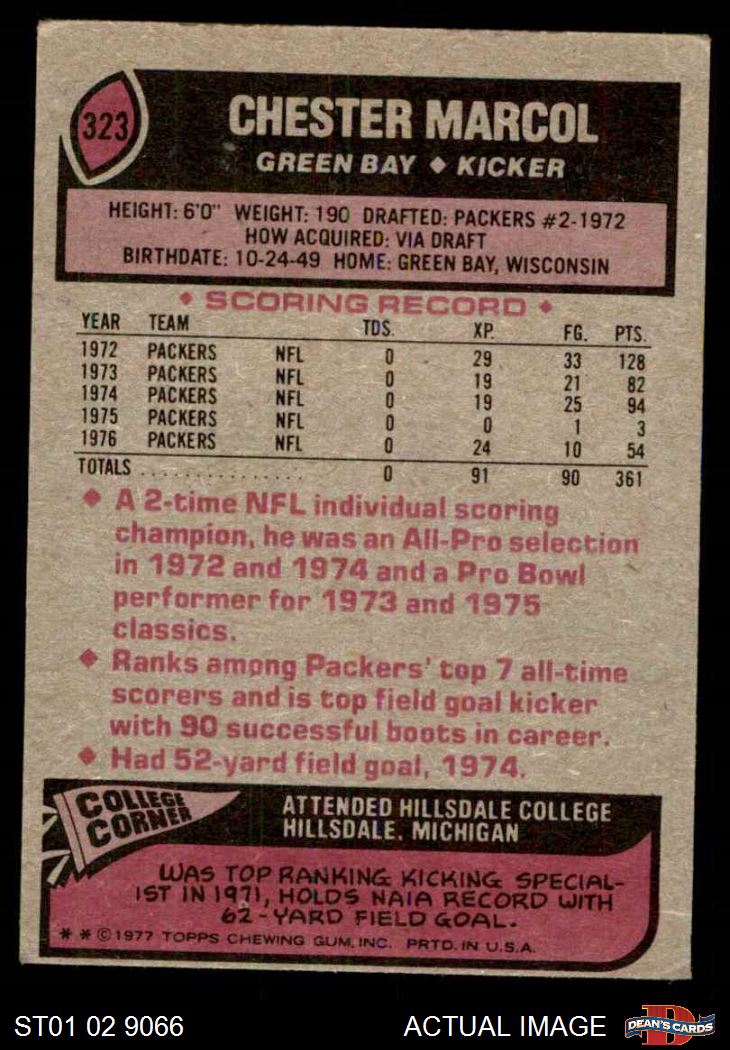 323
CHESTER MARCOL
GREEN BAY ♦ KICKER
HEIGHT: 6'0" WEIGHT: 190 DRAFTED: PACKERS #2-1972
HOW ACQUIRED: VIA DRAFT
BIRTHDATE: 10-24-49 HOME: GREEN BAY, WISCONSIN
♦ SCORING RECORD ♦
YEAR TEAM TDS. XP. FG. PTS.
1972 PACKERS NFL 0 29 33 128
1973 PACKERS NFL 0 19 21 82
1974 PACKERS NFL 0 19 25 94
1975 PACKERS NFL 0 0 1 3
1976 PACKERS NFL 0 24 10 54
TOTALS . . . . . . . . . . . . . . . . 0 91 90 361
♦ A 2-time NFL individual scoring
champion, he was an All-Pro selection
in 1972 and 1974 and a Pro Bowl
performer for 1973 and 1975
classics.
♦ Ranks among Packers' top 7 all-time
scorers and is top field goal kicker
with 90 successful boots in career.
♦ Had 52-yard field goal, 1974.
COLLEGE
CORNER
ATTENDED HILLSDALE COLLEGE
HILLSDALE, MICHIGAN
WAS TOP RANKING KICKING SPECIAL-
IST IN 1971, HOLDS NAIA RECORD WITH
62-YARD FIELD GOAL.
* * © 1977 TOPPS CHEWING GUM, INC. PRTD. IN U.S.A.
ST01 02 9066
ACTUAL IMAGE
D
DEAN'S CARDS